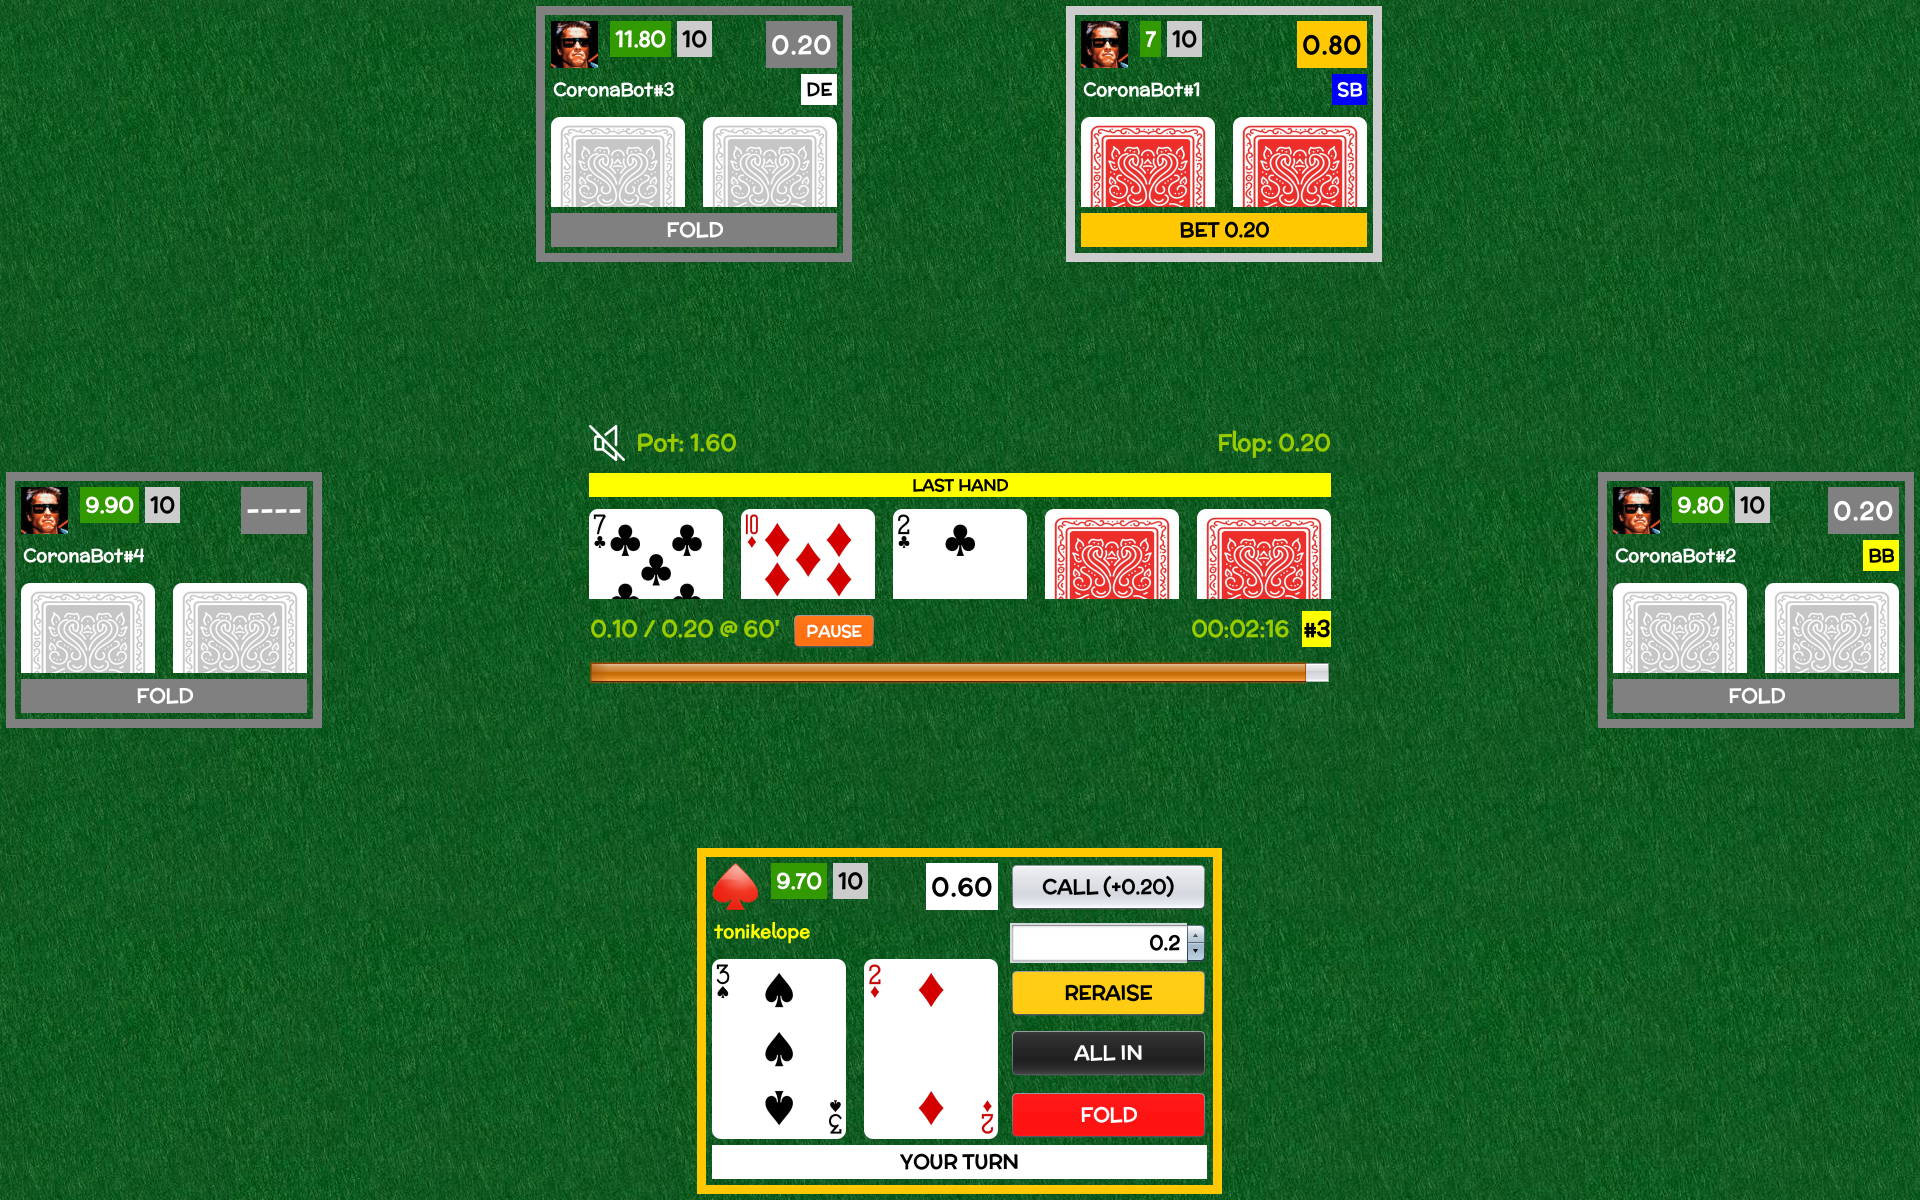 11.80 10 0.20
CoronaBot#3 DE
FOLD
7 10 0.80
CoronaBot#1 SB
BET 0.20
Pot: 1.60 Flop: 0.20
LAST HAND
7 10 2
0.10 / 0.20 @ 60' PAUSE 00:02:16 #3
9.90 10 ----
CoronaBot#4
FOLD
9.80 10 0.20
CoronaBot#2 BB
FOLD
9.70 10 0.60 CALL (+0.20)
tonikelope
0.2
3 2
RERAISE
ALL IN
3 2
FOLD
YOUR TURN